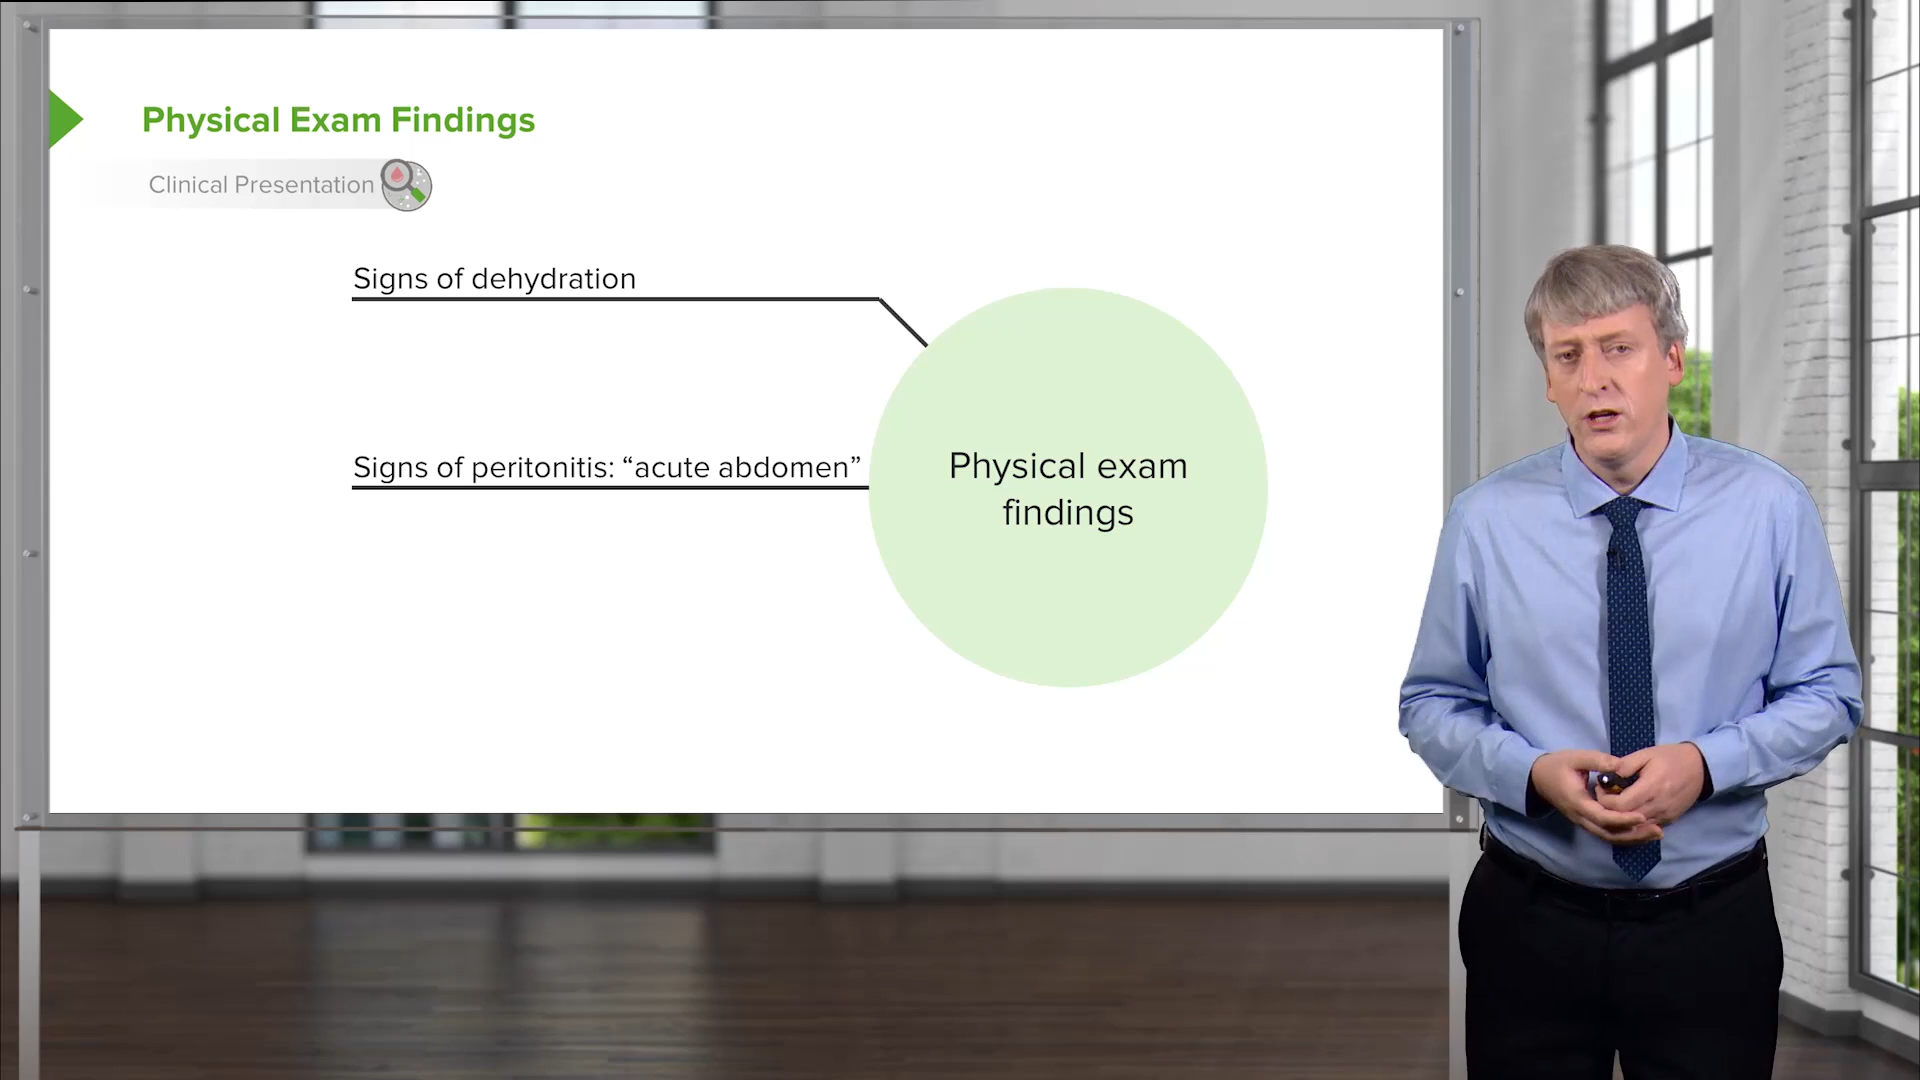 Physical Exam Findings
Clinical Presentation
Signs of dehydration
Signs of peritonitis: “acute abdomen”
Physical exam
findings